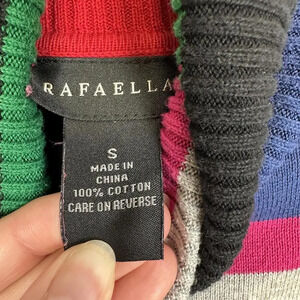 RAFAELLA
S
MADE IN
CHINA
100% COTTON
CARE ON REVERSE